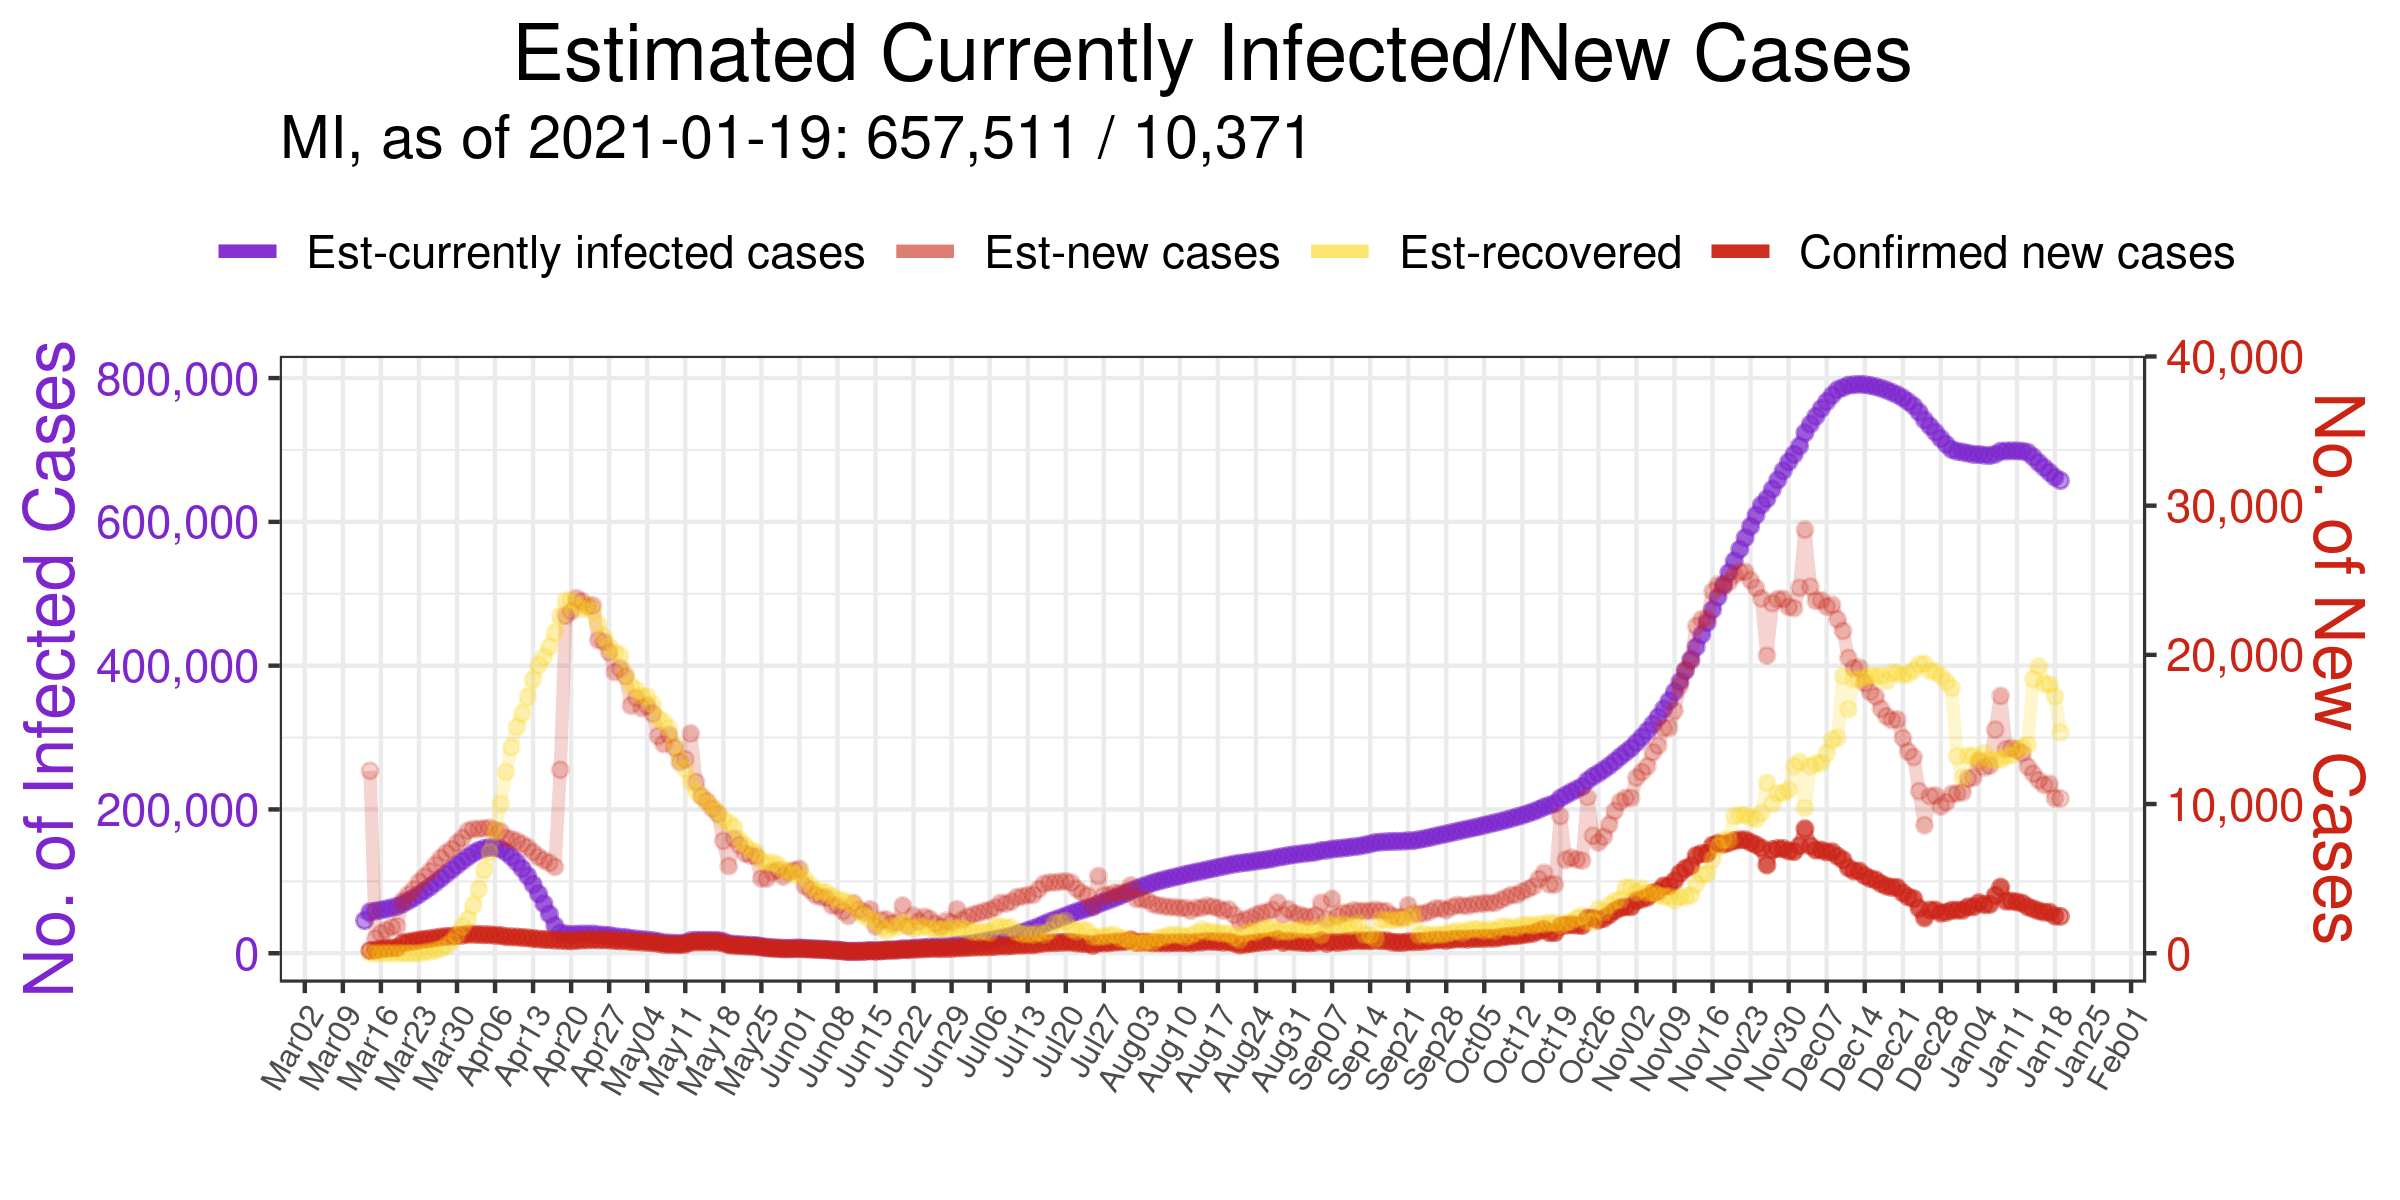 Estimated Currently Infected/New Cases
MI, as of 2021-01-19: 657,511 / 10,371
Est-currently infected cases Est-new cases Est-recovered Confirmed new cases
No. of Infected Cases
800,000
600,000
400,000
200,000
0
40,000
30,000
20,000
10,000
0
No. of New Cases
Mar02 Mar09 Mar16 Mar23 Mar30 Apr06 Apr13 Apr20 Apr27 May04 May11 May18 May25 Jun01 Jun08 Jun15 Jun22 Jun29 Jul06 Jul13 Jul20 Jul27 Aug03 Aug10 Aug17 Aug24 Aug31 Sep07 Sep14 Sep21 Sep28 Oct05 Oct12 Oct19 Oct26 Nov02 Nov09 Nov16 Nov23 Nov30 Dec07 Dec14 Dec21 Dec28 Jan04 Jan11 Jan18 Jan25 Feb01